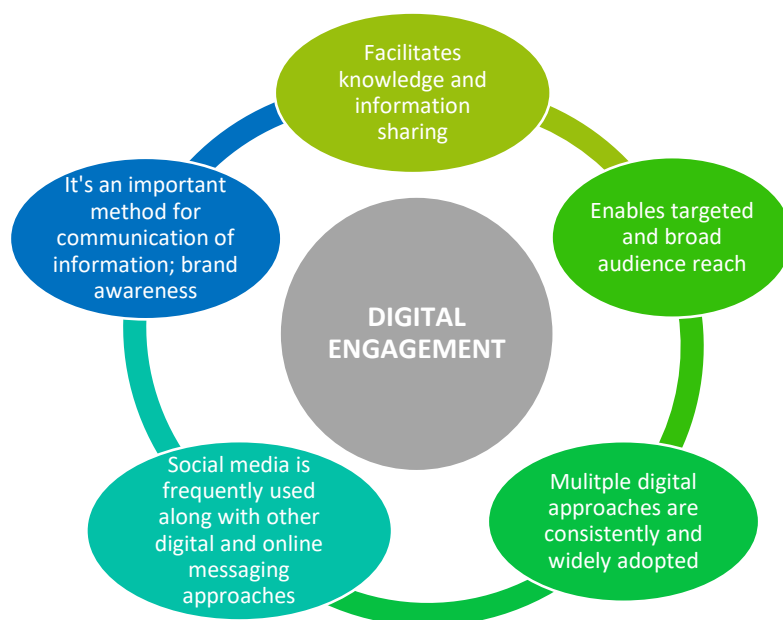 Facilitates
knowledge and
information
sharing
Enables targeted
and broad
audience reach
Mulitple digital
approaches are
consistently and
widely adopted
Social media is
frequently used
along with other
digital and online
messaging
approaches
It's an important
method for
communication of
information; brand
awareness
DIGITAL
ENGAGEMENT